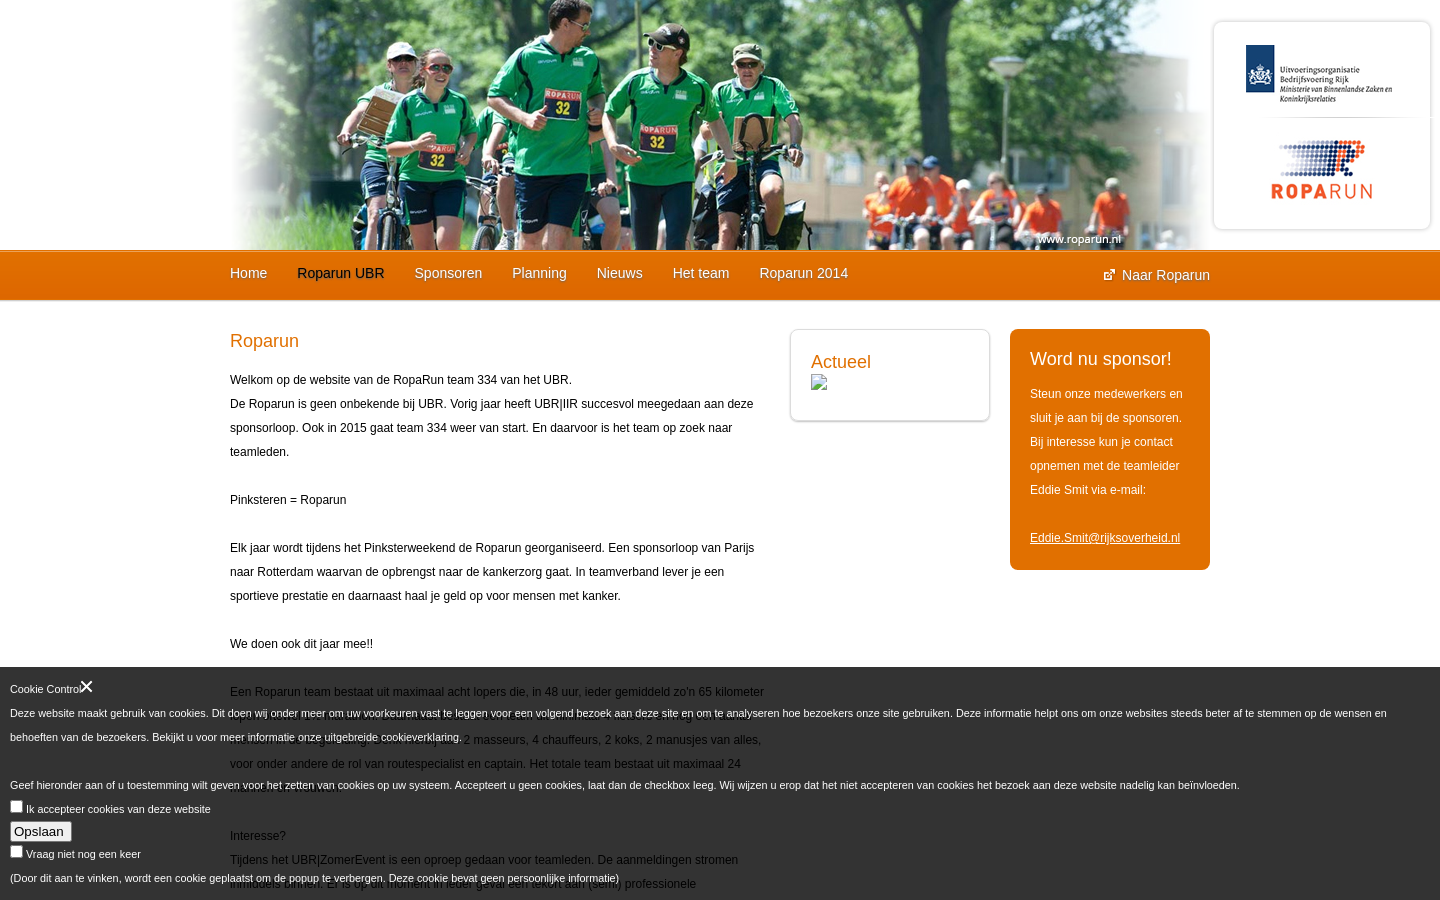 ROPARUN
32
ROPARUN
32
ROPARUN
32
www.roparun.nl
Uitvoeringsorganisatie
Bedrijfsvoering Rijk
Ministerie van Binnenlandse Zaken en
Koninkrijksrelaties
ROPARUN
Home
Roparun UBR
Sponsoren
Planning
Nieuws
Het team
Roparun 2014
Naar Roparun
Roparun
Welkom op de website van de RopaRun team 334 van het UBR.
De Roparun is geen onbekende bij UBR. Vorig jaar heeft UBR|IIR succesvol meegedaan aan deze
sponsorloop. Ook in 2015 gaat team 334 weer van start. En daarvoor is het team op zoek naar
teamleden.
Pinksteren = Roparun
Elk jaar wordt tijdens het Pinksterweekend de Roparun georganiseerd. Een sponsorloop van Parijs
naar Rotterdam waarvan de opbrengst naar de kankerzorg gaat. In teamverband lever je een
sportieve prestatie en daarnaast haal je geld op voor mensen met kanker.
We doen ook dit jaar mee!!
Een Roparun team bestaat uit maximaal acht lopers die, in 48 uur, ieder gemiddeld zo'n 65 kilometer
2 masseurs, 4 chauffeurs, 2 koks, 2 manusjes van alles,
voor onder andere de rol van routespecialist en captain. Het totale team bestaat uit maximaal 24
Interesse?
Tijdens het UBR|ZomerEvent is een oproep gedaan voor teamleden. De aanmeldingen stromen
inmiddels binnen. Er is op dit moment in ieder geval een tekort aan (semi) professionele
Actueel
Word nu sponsor!
Steun onze medewerkers en
sluit je aan bij de sponsoren.
Bij interesse kun je contact
opnemen met de teamleider
Eddie Smit via e-mail:
Eddie.Smit@rijksoverheid.nl
Cookie Control
Deze website maakt gebruik van cookies. Dit doen wij onder meer om uw voorkeuren vast te leggen voor een volgend bezoek aan deze site en om te analyseren hoe bezoekers onze site gebruiken. Deze informatie helpt ons om onze websites steeds beter af te stemmen op de wensen en
behoeften van de bezoekers. Bekijkt u voor meer informatie onze uitgebreide cookieverklaring.
Geef hieronder aan of u toestemming wilt geven voor het zetten van cookies op uw systeem. Accepteert u geen cookies, laat dan de checkbox leeg. Wij wijzen u erop dat het niet accepteren van cookies het bezoek aan deze website nadelig kan beïnvloeden.
Ik accepteer cookies van deze website
Opslaan
Vraag niet nog een keer
(Door dit aan te vinken, wordt een cookie geplaatst om de popup te verbergen. Deze cookie bevat geen persoonlijke informatie)